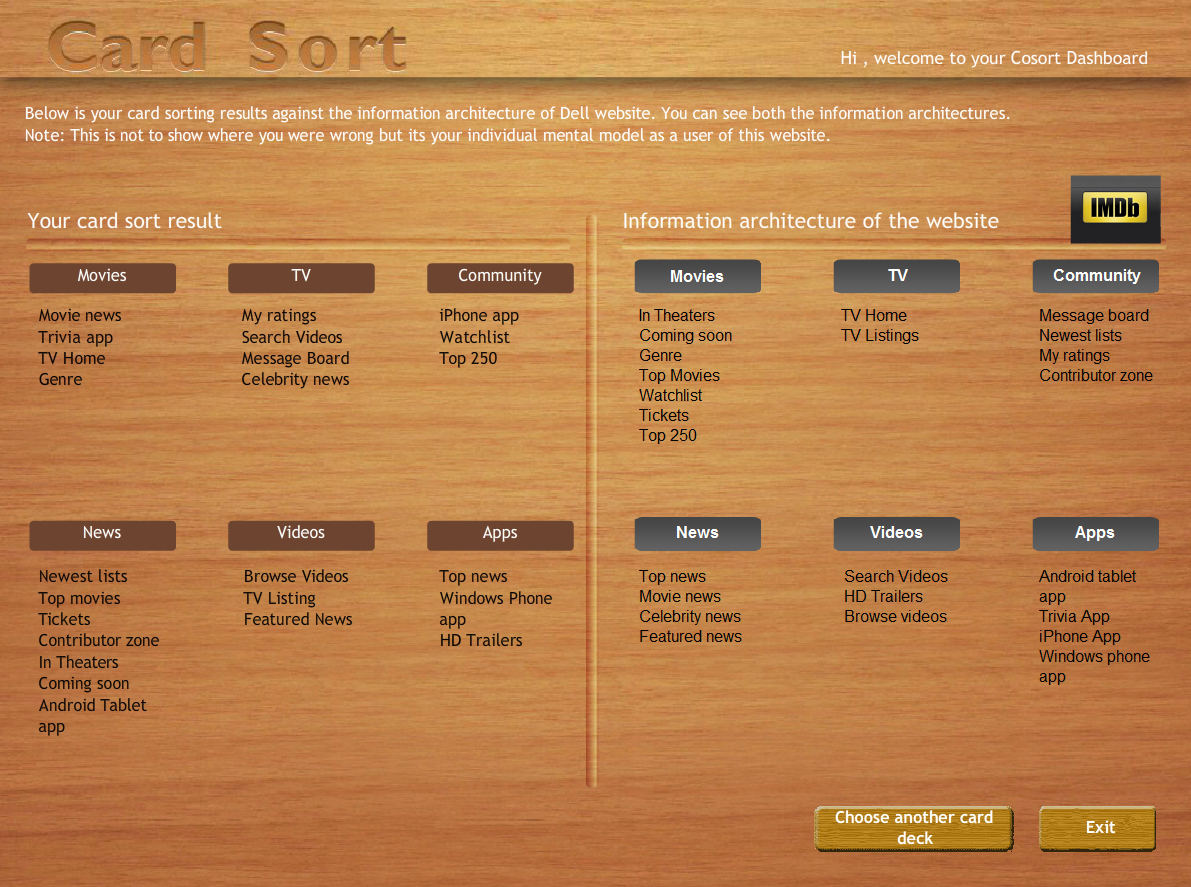 Card Sort
Hi , welcome to your Cosort Dashboard
Below is your card sorting results against the information architecture of Dell website. You can see both the information architectures.
Note: This is not to show where you were wrong but its your individual mental model as a user of this website.
Your card sort result
Movies
Movie news
Trivia app
TV Home
Genre
TV
My ratings
Search Videos
Message Board
Celebrity news
Community
iPhone app
Watchlist
Top 250
News
Newest lists
Top movies
Tickets
Contributor zone
In Theaters
Coming soon
Android Tablet
app
Videos
Browse Videos
TV Listing
Featured News
Apps
Top news
Windows Phone
app
HD Trailers
Information architecture of the website
IMDb
Movies
In Theaters
Coming soon
Genre
Top Movies
Watchlist
Tickets
Top 250
TV
TV Home
TV Listings
Community
Message board
Newest lists
My ratings
Contributor zone
News
Top news
Movie news
Celebrity news
Featured news
Videos
Search Videos
HD Trailers
Browse videos
Apps
Android tablet
app
Trivia App
iPhone App
Windows phone
app
Choose another card
deck
Exit